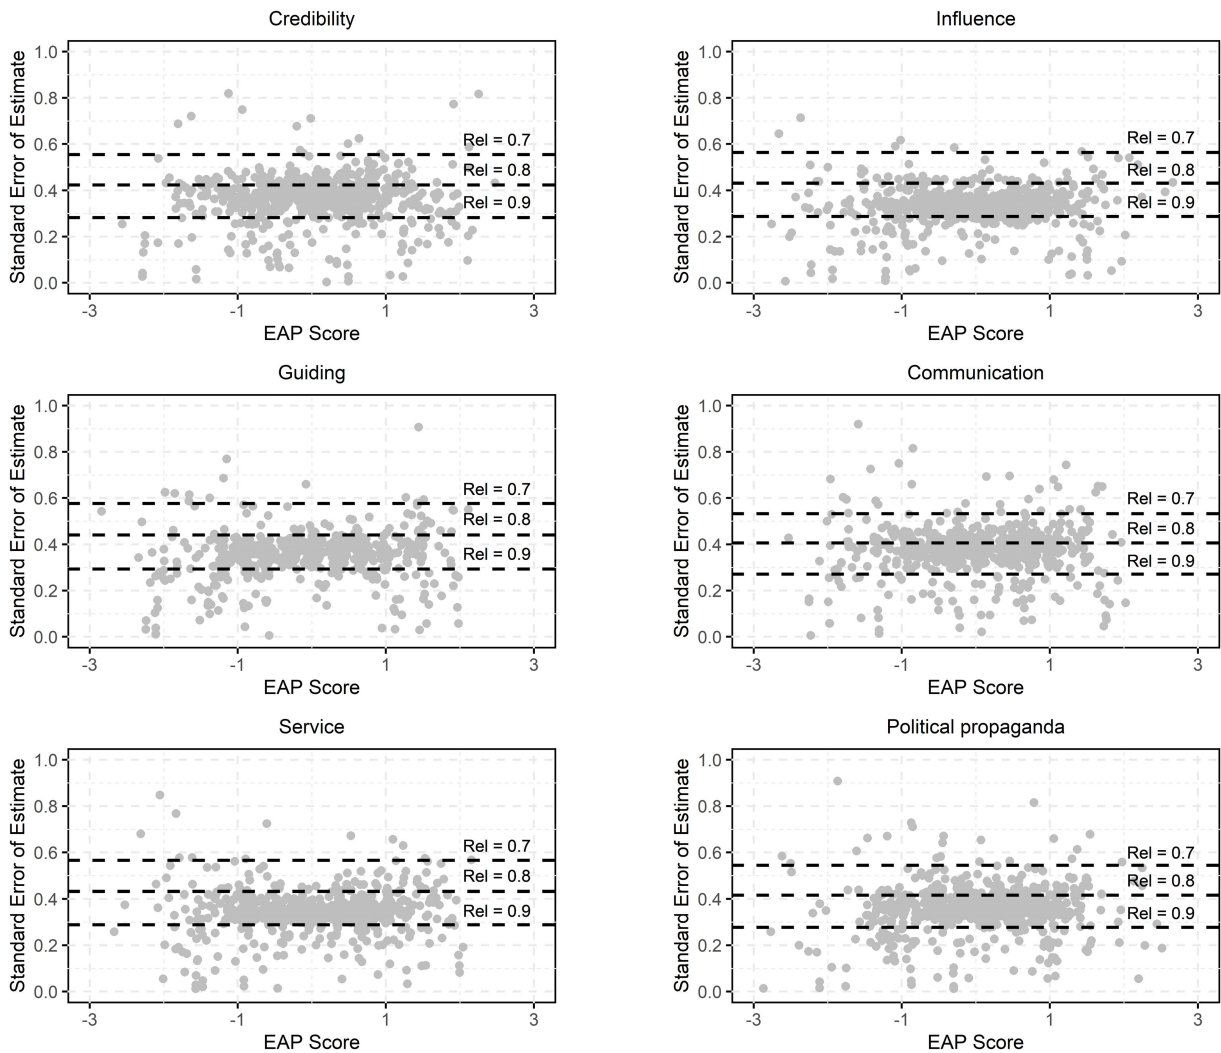 Credibility
Standard Error of Estimate
1.0
0.8
0.6
0.4
0.2
0.0
Rel = 0.7
Rel = 0.8
Rel = 0.9
-3 -1 1 3
EAP Score
Influence
Standard Error of Estimate
1.0
0.8
0.6
0.4
0.2
0.0
Rel = 0.7
Rel = 0.8
Rel = 0.9
-3 -1 1 3
EAP Score
Guiding
Standard Error of Estimate
1.0
0.8
0.6
0.4
0.2
0.0
Rel = 0.7
Rel = 0.8
Rel = 0.9
-3 -1 1 3
EAP Score
Communication
Standard Error of Estimate
1.0
0.8
0.6
0.4
0.2
0.0
Rel = 0.7
Rel = 0.8
Rel = 0.9
-3 -1 1 3
EAP Score
Service
Standard Error of Estimate
1.0
0.8
0.6
0.4
0.2
0.0
Rel = 0.7
Rel = 0.8
Rel = 0.9
-3 -1 1 3
EAP Score
Political propaganda
Standard Error of Estimate
1.0
0.8
0.6
0.4
0.2
0.0
Rel = 0.7
Rel = 0.8
Rel = 0.9
-3 -1 1 3
EAP Score